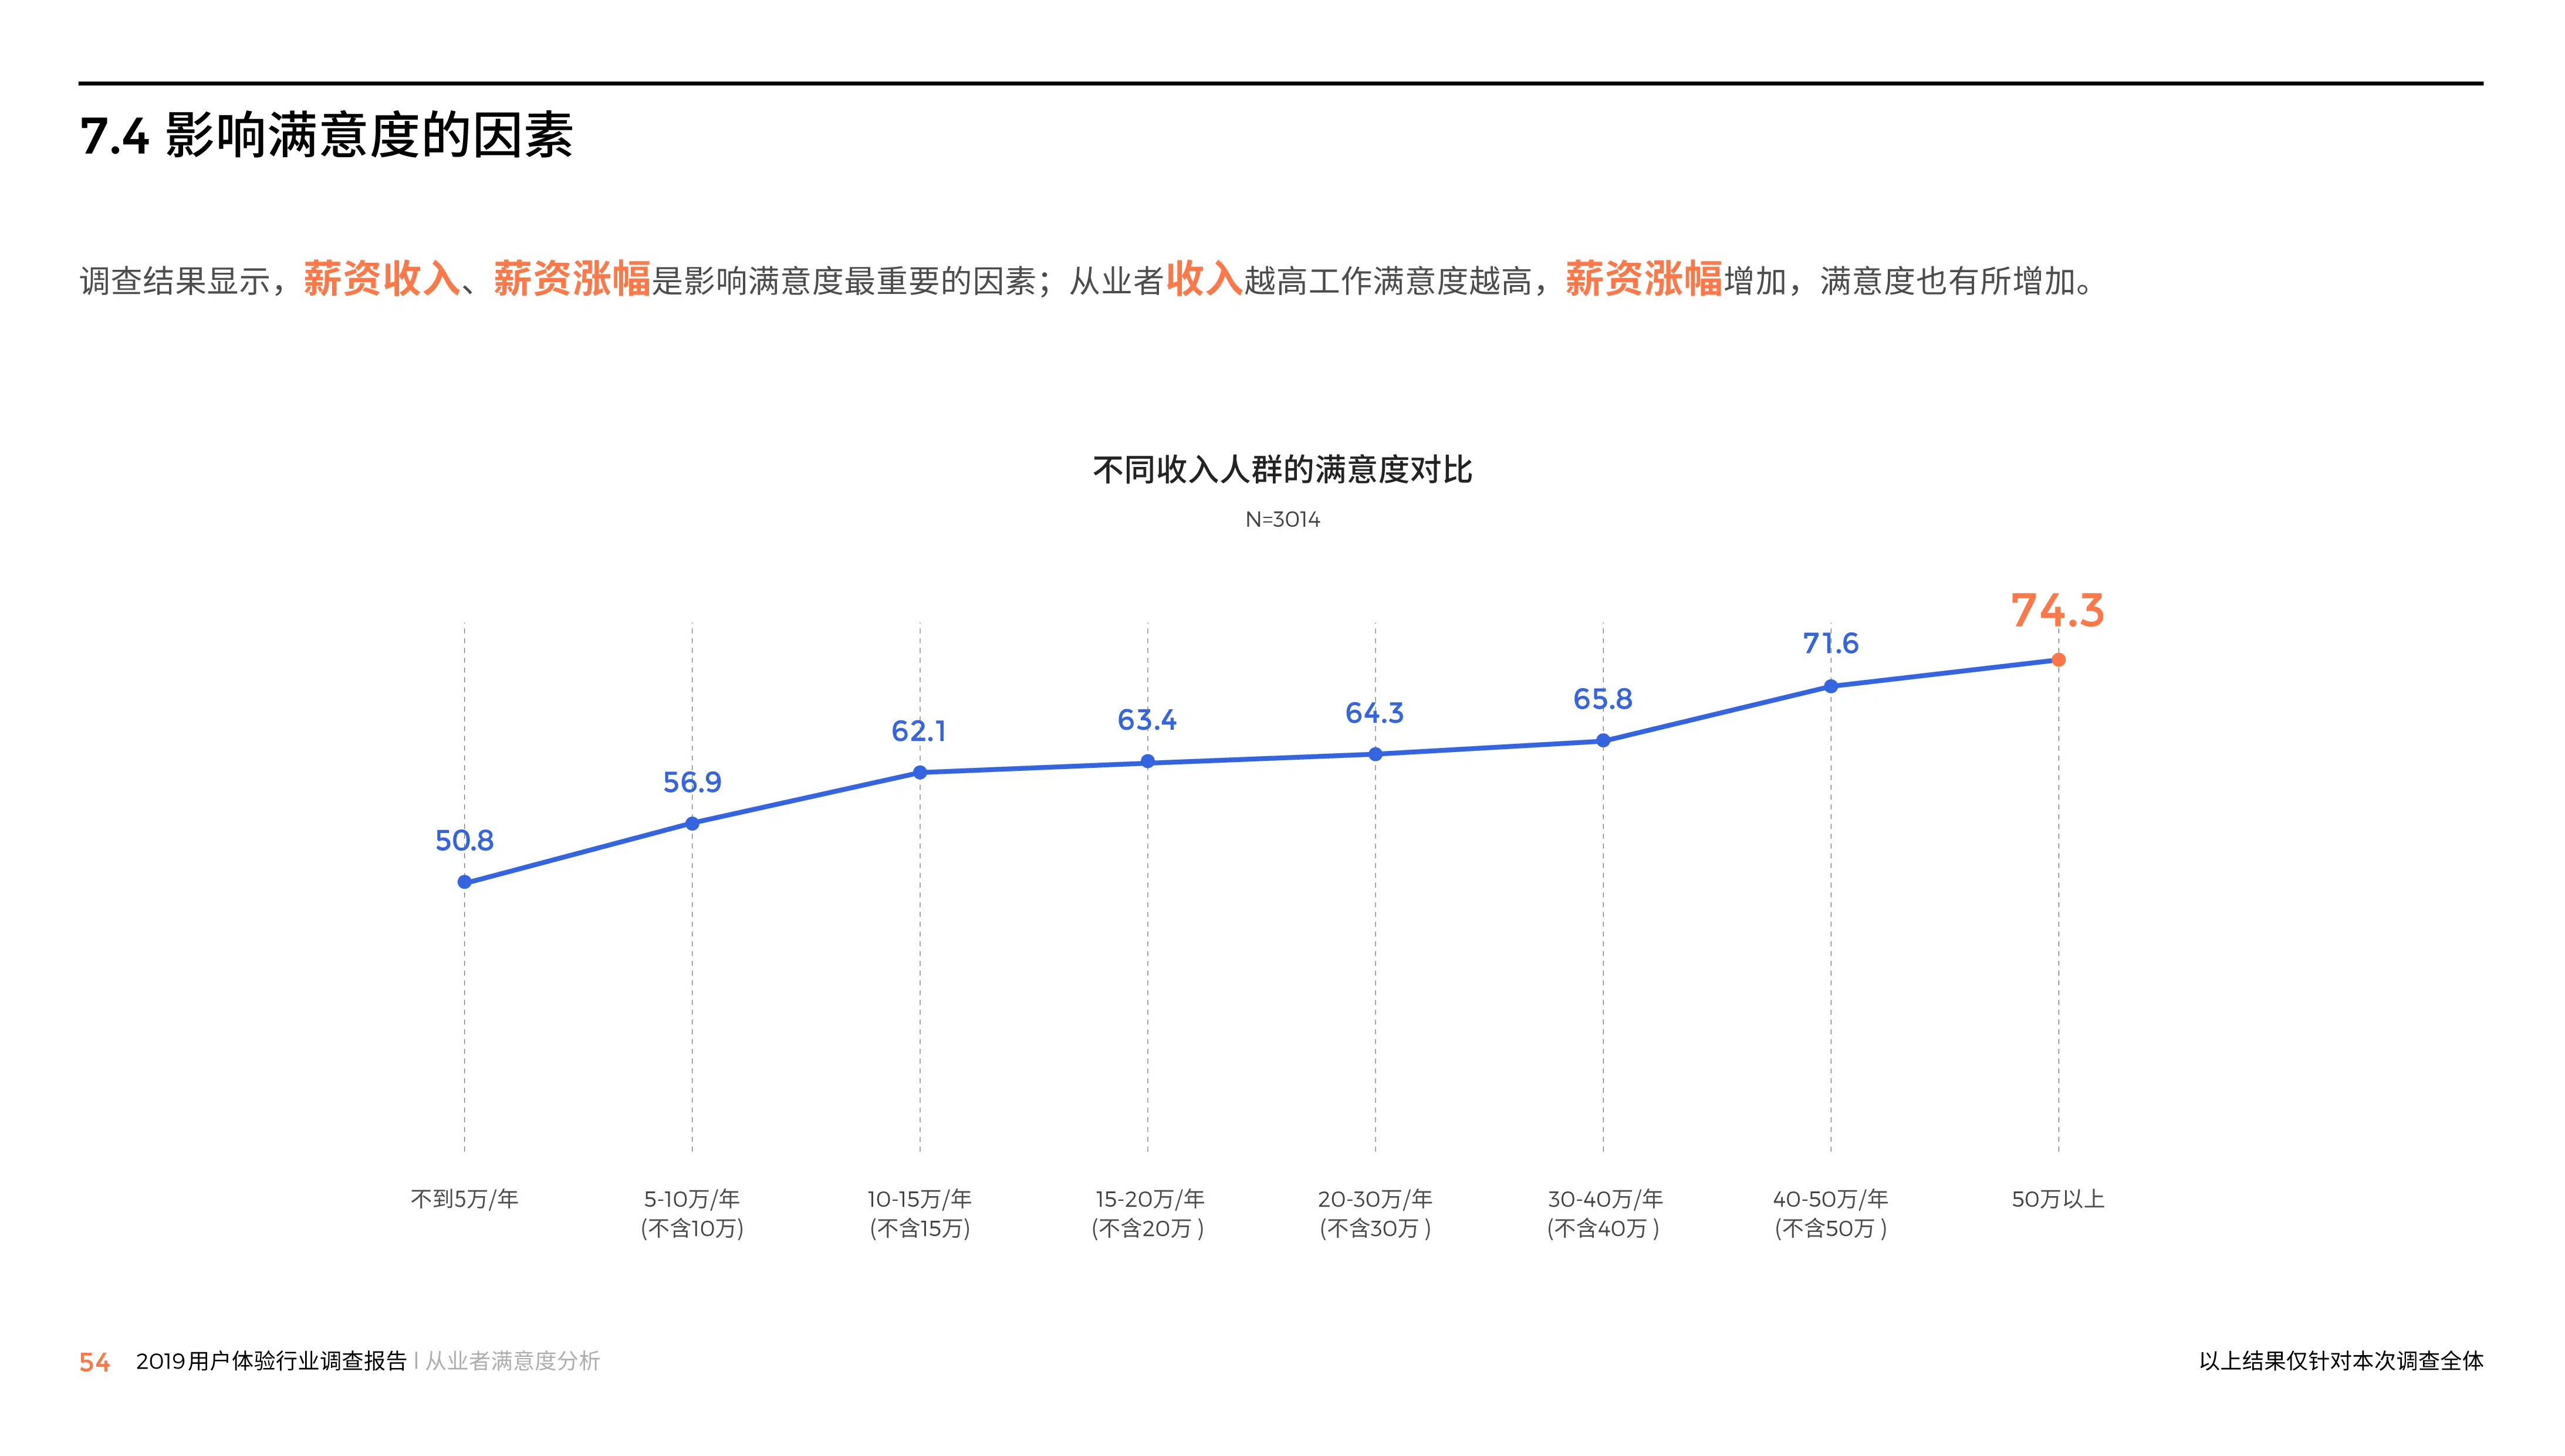 7.4 影响满意度的因素
调查结果显示，薪资收入、薪资涨幅是影响满意度最重要的因素；从业者收入越高工作满意度越高，薪资涨幅增加，满意度也有所增加。
不同收入人群的满意度对比
N=3014
50.8
56.9
62.1
63.4
64.3
65.8
71.6
74.3
不到5万/年
5-10万/年
(不含10万)
10-15万/年
(不含15万)
15-20万/年
(不含20万 )
20-30万/年
(不含30万 )
30-40万/年
(不含40万 )
40-50万/年
(不含50万 )
50万以上
54 2019用户体验行业调查报告 | 从业者满意度分析
以上结果仅针对本次调查全体